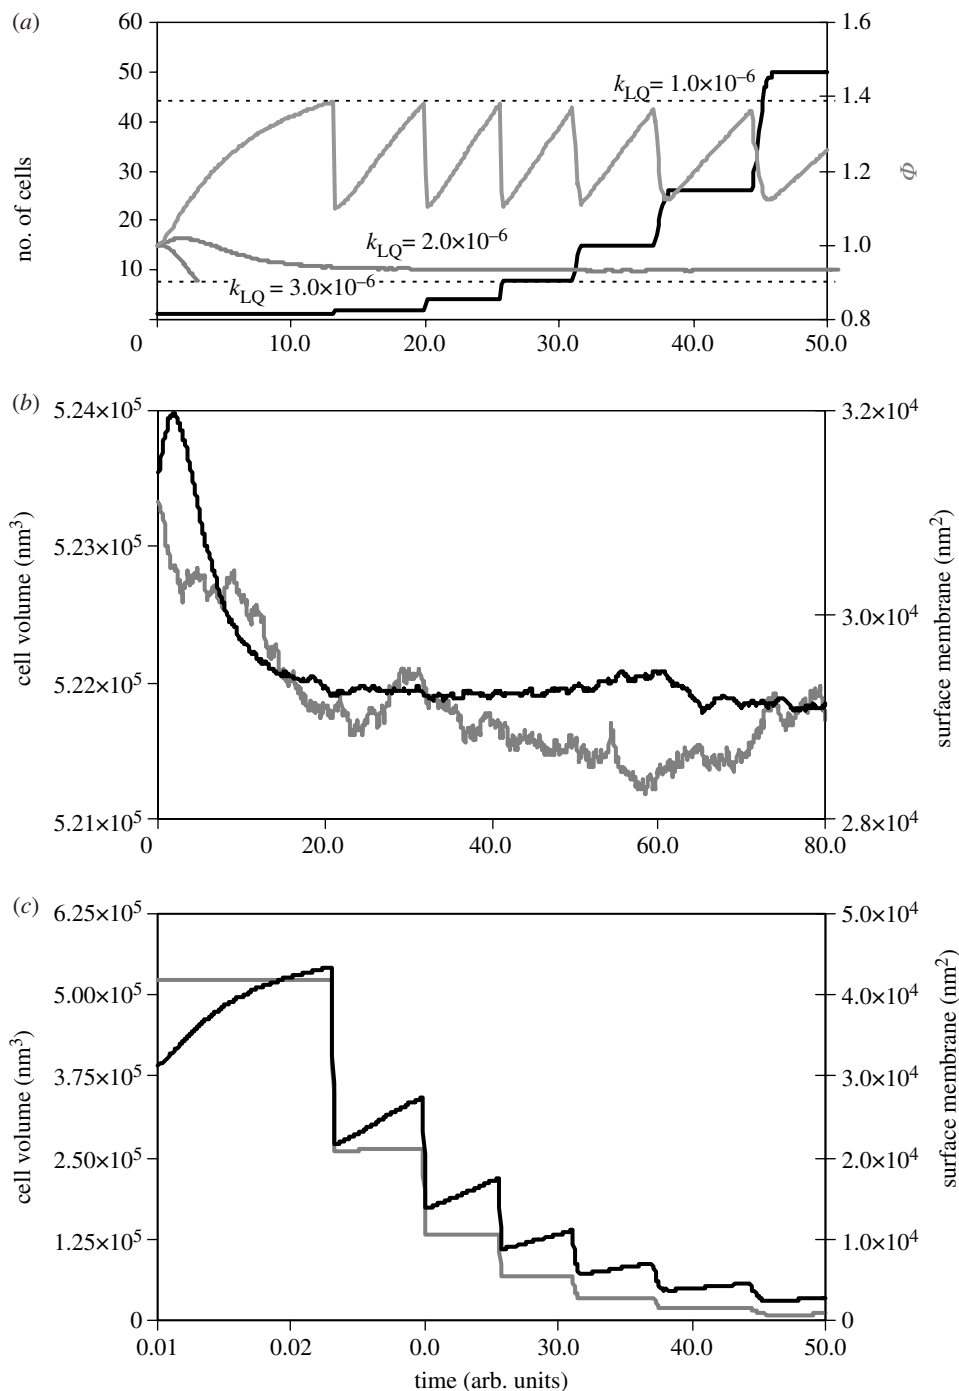 (a)
60
50
40
30
20
10
no. of cells
1.6
1.4
1.2
1.0
0.8
Φ
k_LQ = 1.0×10⁻⁶
k_LQ = 2.0×10⁻⁶
k_LQ = 3.0×10⁻⁶
0 10.0 20.0 30.0 40.0 50.0
(b)
5.24×10⁵
5.23×10⁵
5.22×10⁵
5.21×10⁵
cell volume (nm³)
3.2×10⁴
3.0×10⁴
2.8×10⁴
surface membrane (nm²)
0 20.0 40.0 60.0 80.0
(c)
6.25×10⁵
5.00×10⁵
3.75×10⁵
2.50×10⁵
1.25×10⁵
0
cell volume (nm³)
5.0×10⁴
4.0×10⁴
3.0×10⁴
2.0×10⁴
1.0×10⁴
0
surface membrane (nm²)
0.01 0.02 0.0 30.0 0.0 50.0
time (arb. units)